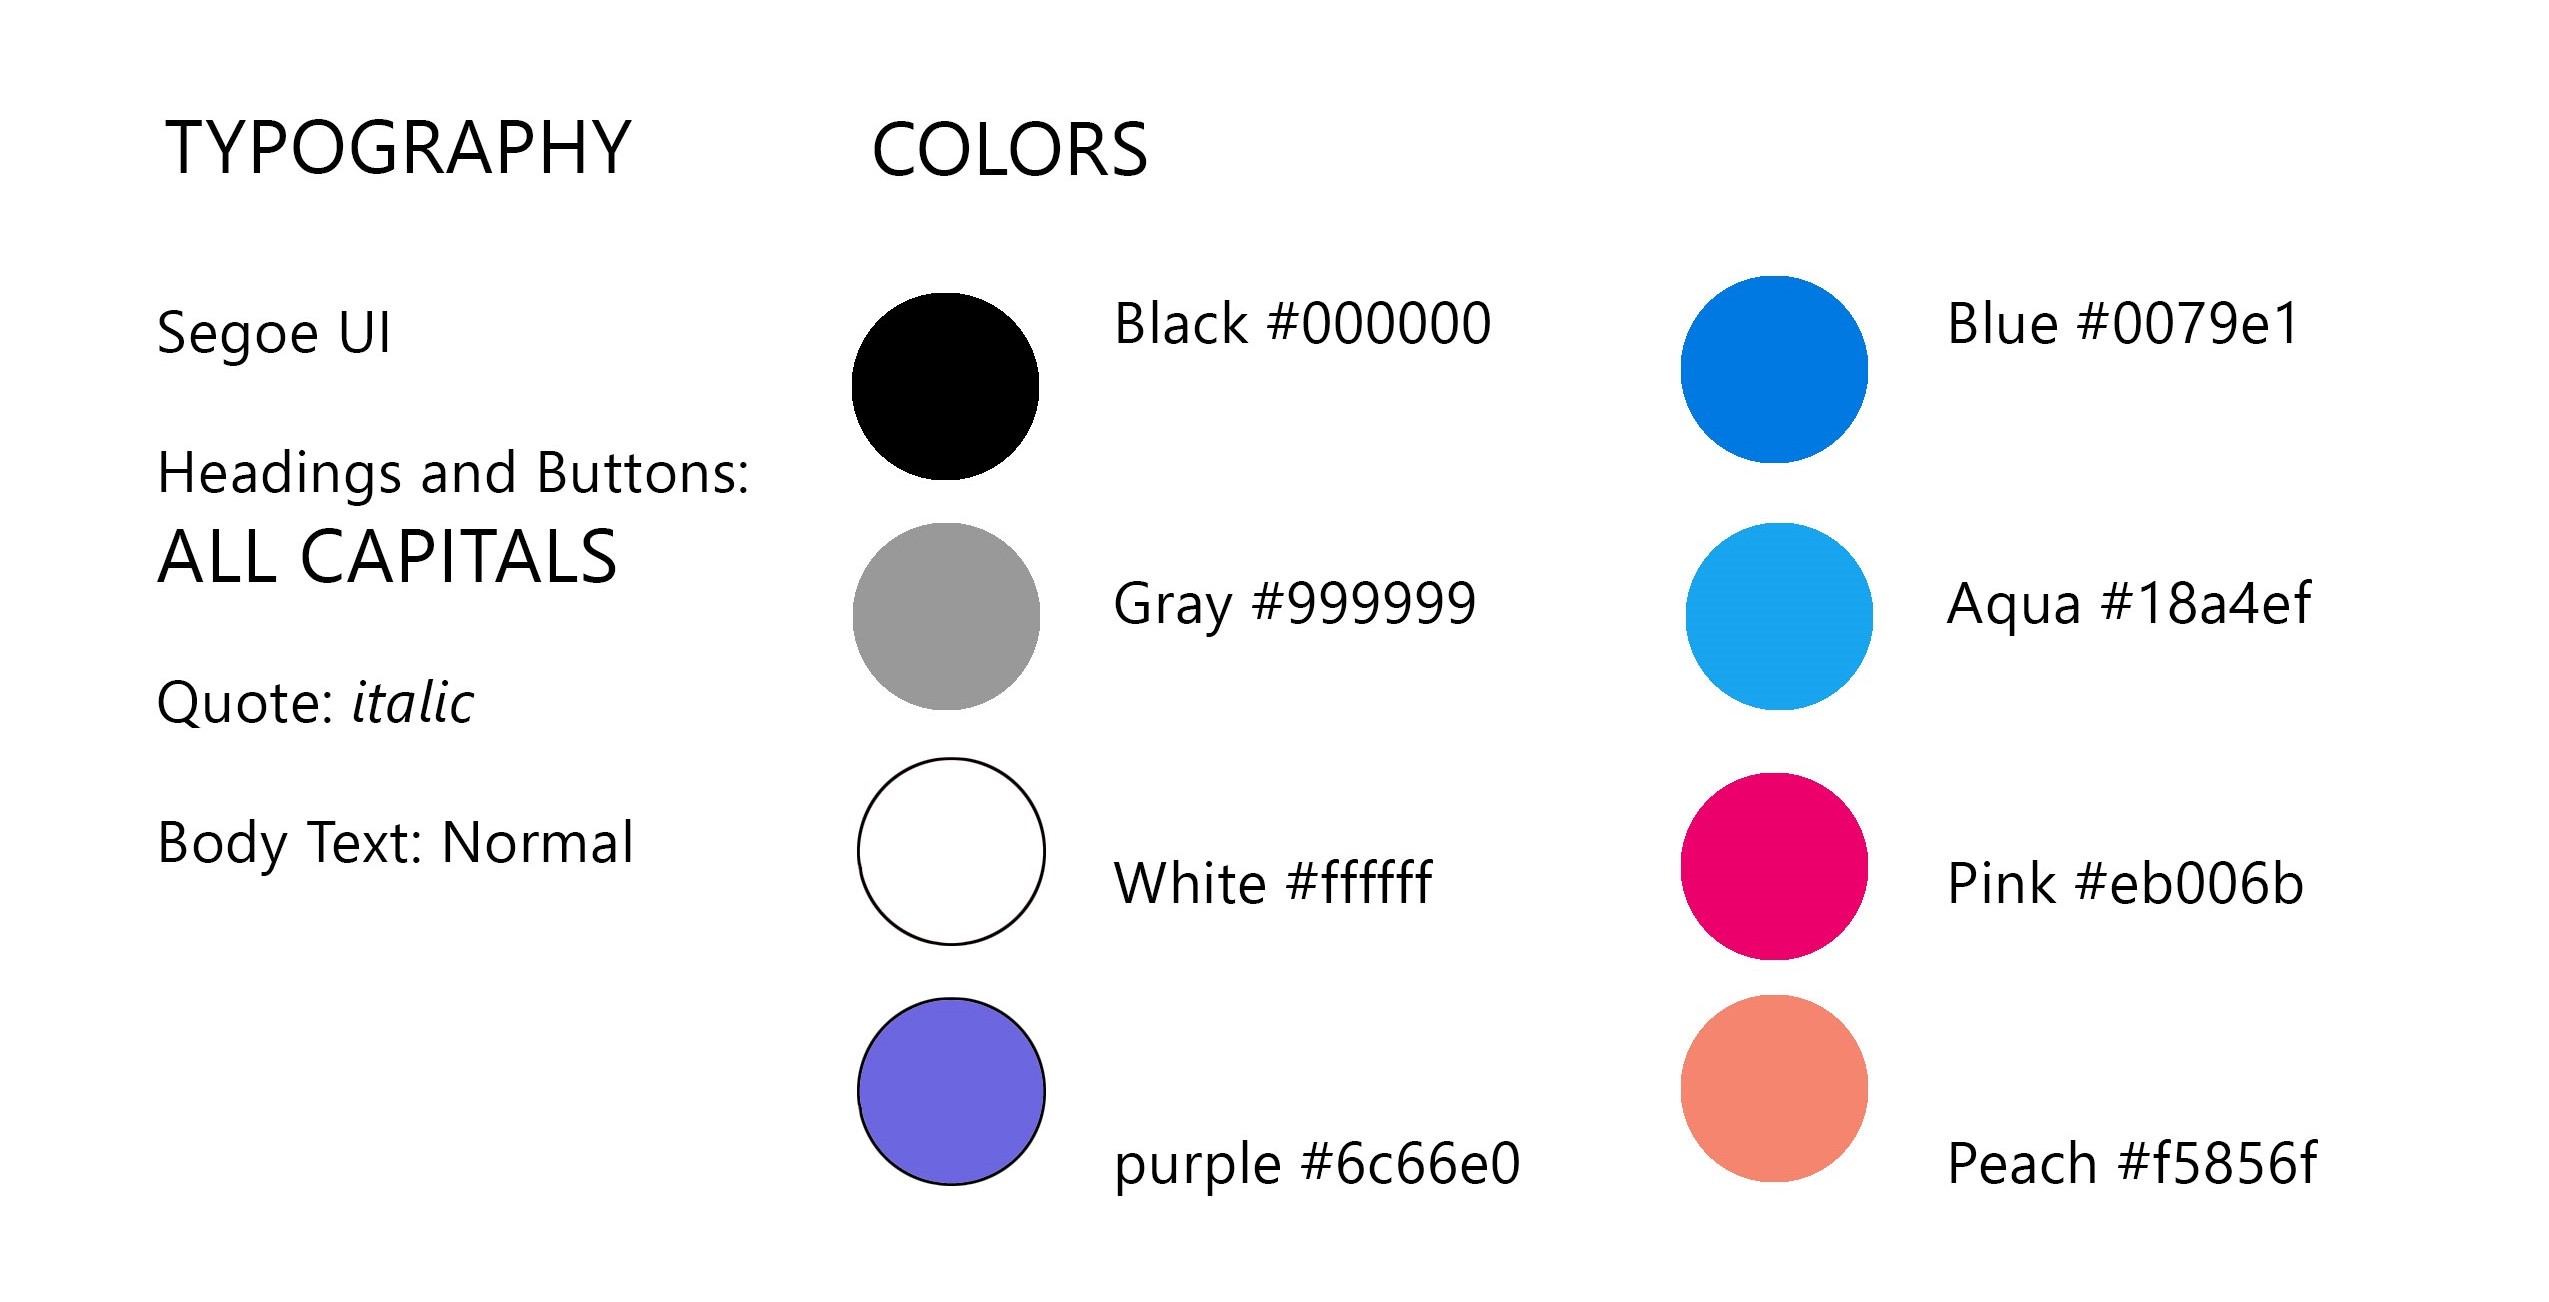 TYPOGRAPHY
Segoe UI
Headings and Buttons:
ALL CAPITALS
Quote: italic
Body Text: Normal
COLORS
Black #000000
Gray #999999
White #ffffff
purple #6c66e0
Blue #0079e1
Aqua #18a4ef
Pink #eb006b
Peach #f5856f